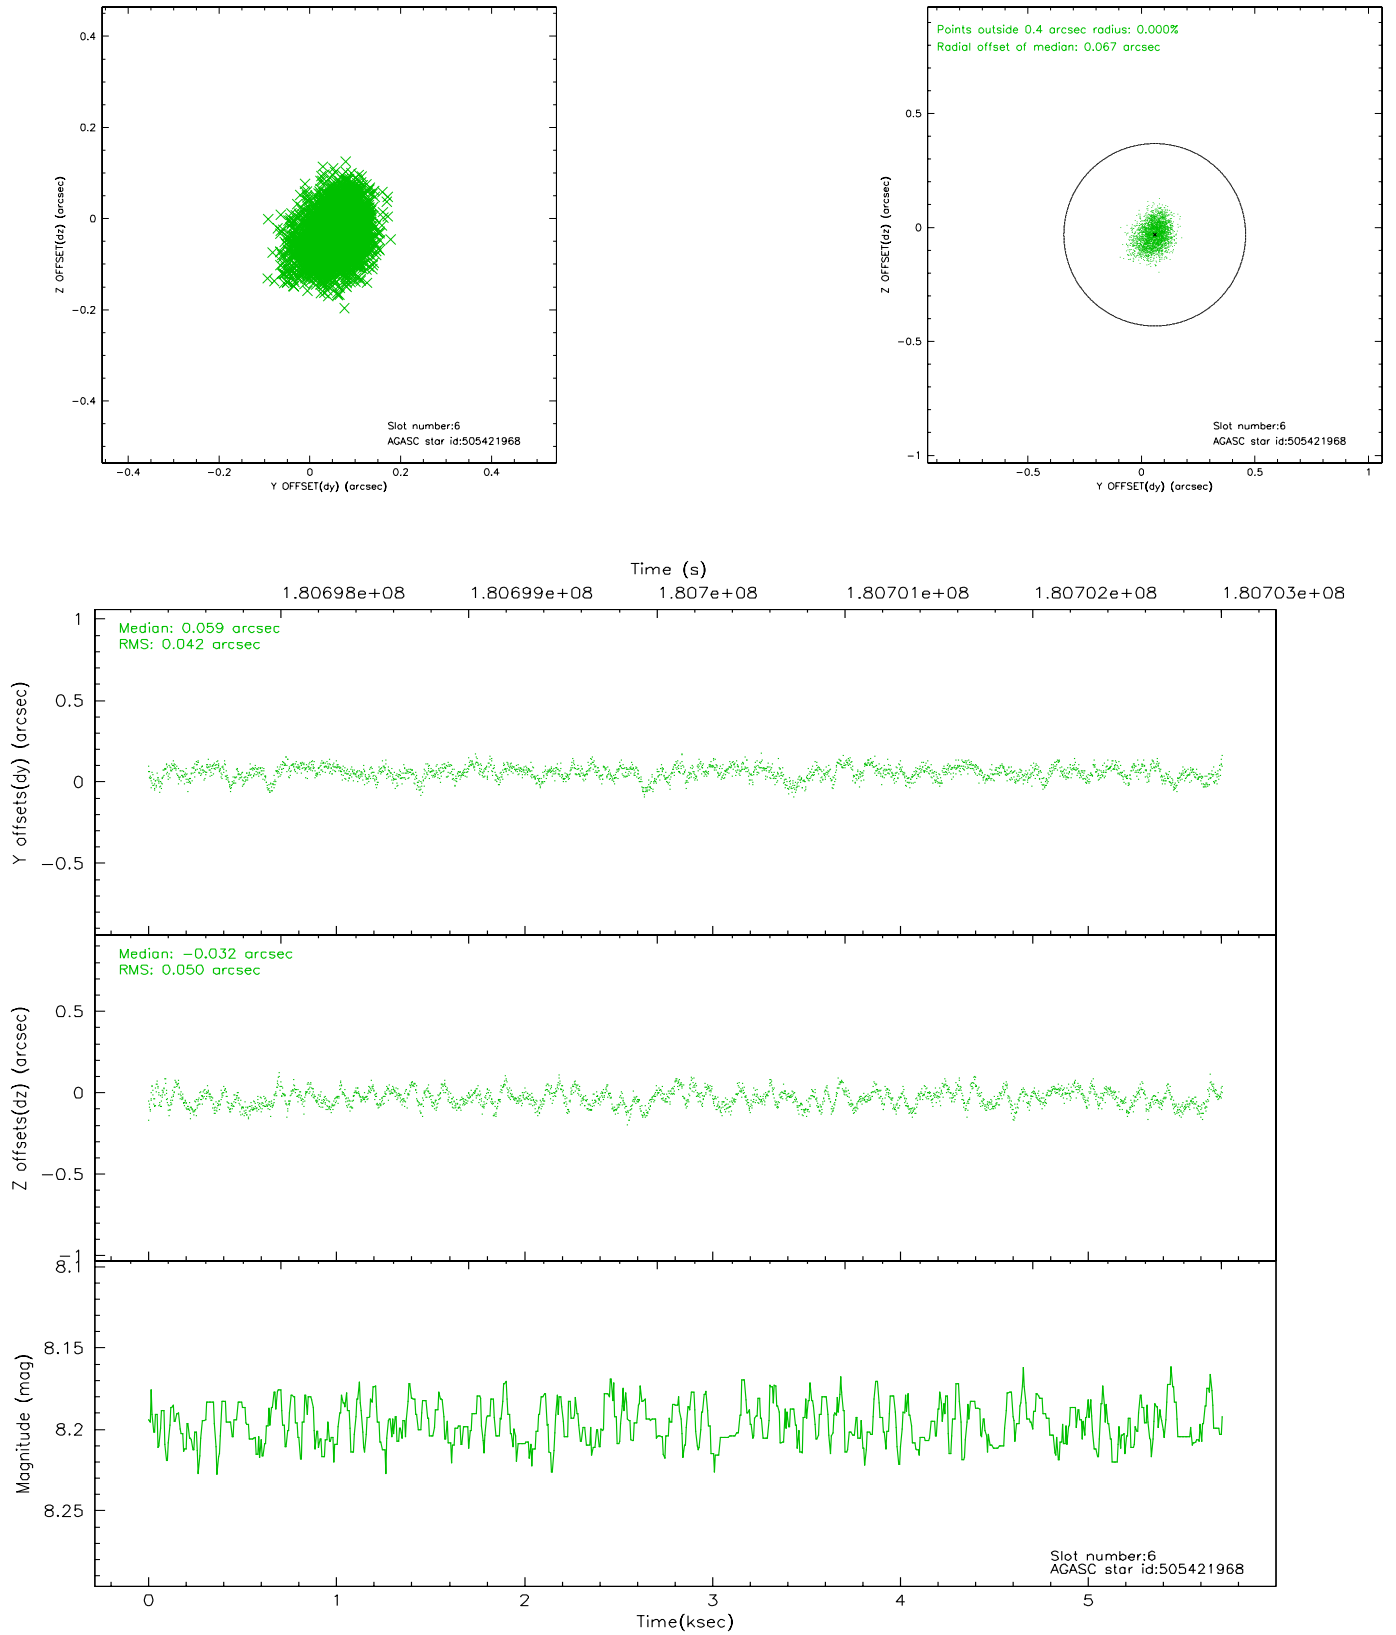 0.4
0.2
0
−0.2
−0.4
Z OFFSET(dz) (arcsec)
Slot number:6
AGASC star id:505421968
−0.4 −0.2 0 0.2 0.4
Y OFFSET(dy) (arcsec)
Points outside 0.4 arcsec radius: 0.000%
Radial offset of median: 0.067 arcsec
0.5
0
−0.5
−1
Z OFFSET(dz) (arcsec)
Slot number:6
AGASC star id:505421968
−0.5 0 0.5 1
Y OFFSET(dy) (arcsec)
Time (s)
1.80698e+08 1.80699e+08 1.807e+08 1.80701e+08 1.80702e+08 1.80703e+08
Median: 0.059 arcsec
RMS: 0.042 arcsec
1
0.5
0
−0.5
Y offsets(dy) (arcsec)
Median: −0.032 arcsec
RMS: 0.050 arcsec
0.5
0
−0.5
−1
Z offsets(dz) (arcsec)
8.1
8.15
8.2
8.25
Magnitude (mag)
Slot number:6
AGASC star id:505421968
0 1 2 3 4 5
Time(ksec)